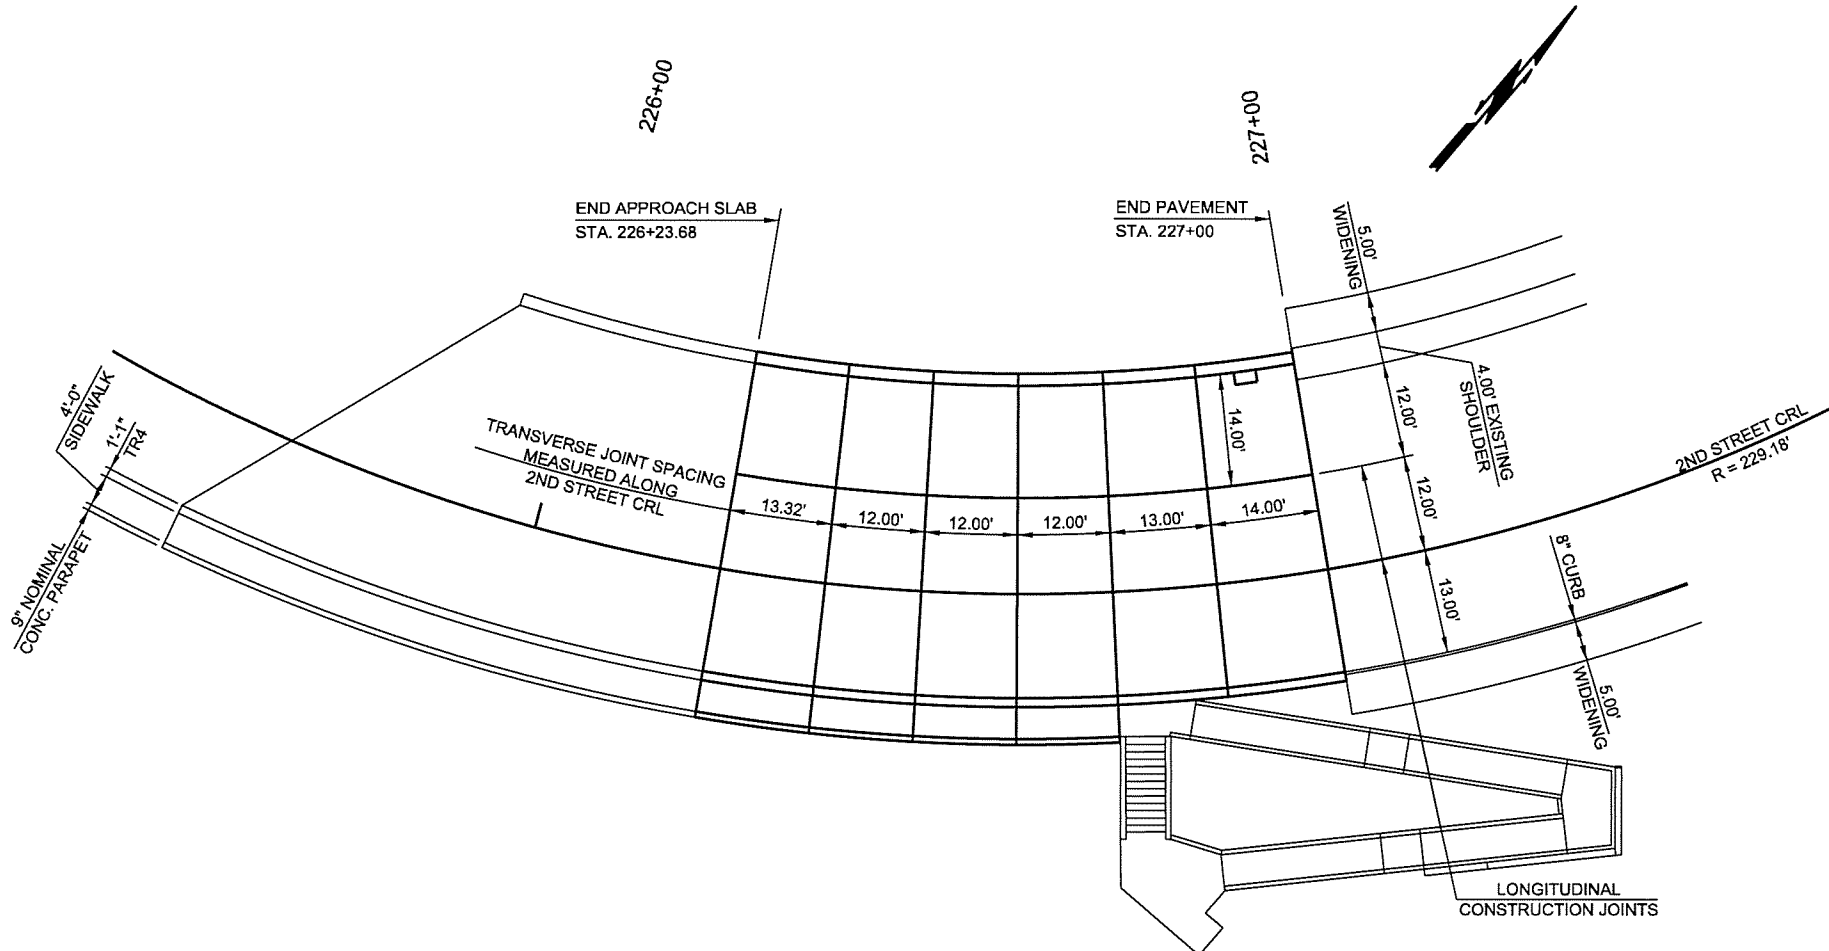 226+00
227+00
END APPROACH SLAB
STA. 226+23.68
END PAVEMENT
STA. 227+00
5.00'
WIDENING
4.00' EXISTING
SHOULDER
12.00'
12.00'
13.00'
14.00'
2ND STREET CRL
R = 229.18'
8" CURB
5.00'
WIDENING
4'-0"
SIDEWALK
1'-1"
TR4
9" NOMINAL
CONC. PARAPET
TRANSVERSE JOINT SPACING
MEASURED ALONG
2ND STREET CRL
13.32'
12.00'
12.00'
12.00'
13.00'
14.00'
LONGITUDINAL
CONSTRUCTION JOINTS